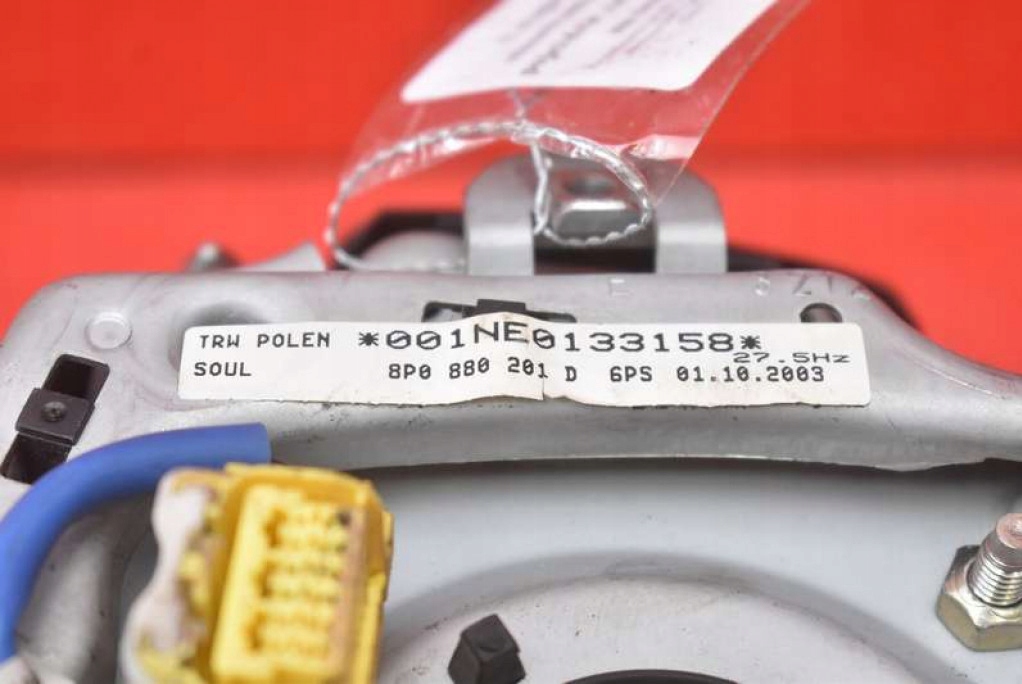 TRW POLEN *001NE0133158*
27.5Hz
SOUL 8P0 880 201 D 6PS 01.10.2003